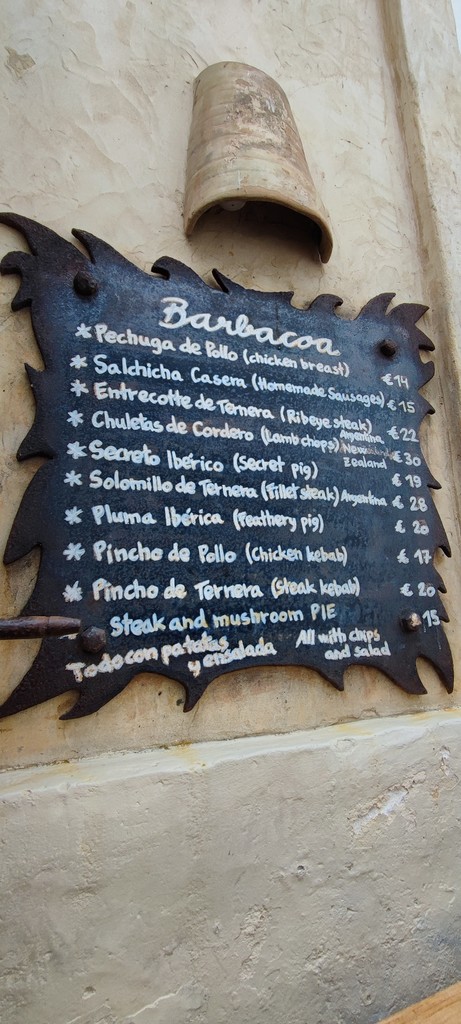 Barbacoa
* Pechuga de Pollo (chicken breast) €14
* Salchicha Casera (Homemade Sausages) €15
* Entrecotte de Ternera (Ribeye steak) Argentina €22
* Chuletas de Cordero (Lamb chops) New Zealand €30
* Secreto Ibérico (Secret pig) €19
* Solomillo de Ternera (Fillet steak) Argentina €28
* Pluma Ibérica (Feathery pig) €20
* Pincho de Pollo (Chicken kebab) €17
* Pincho de Ternera (Steak kebab) €20
Steak and mushroom PIE 15
Todo con patatas y ensalada
All with chips and salad